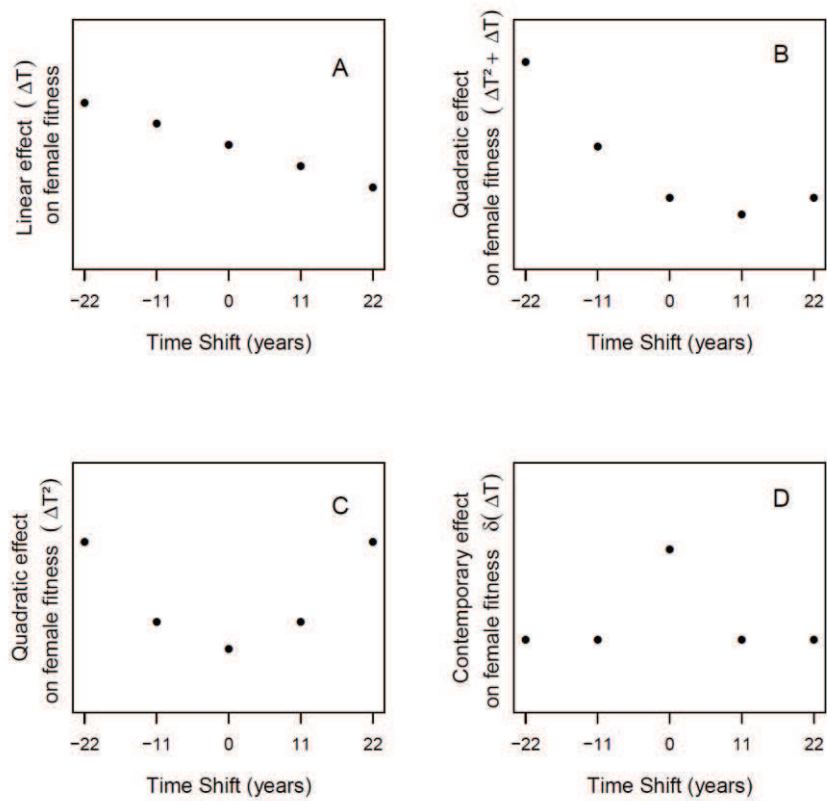 A
Linear effect ( ΔT)
on female fitness
−22 −11 0 11 22
Time Shift (years)
B
Quadratic effect
on female fitness ( ΔT² + ΔT)
−22 −11 0 11 22
Time Shift (years)
C
Quadratic effect
on female fitness ( ΔT²)
−22 −11 0 11 22
Time Shift (years)
D
Contemporary effect
on female fitness δ( ΔT)
−22 −11 0 11 22
Time Shift (years)